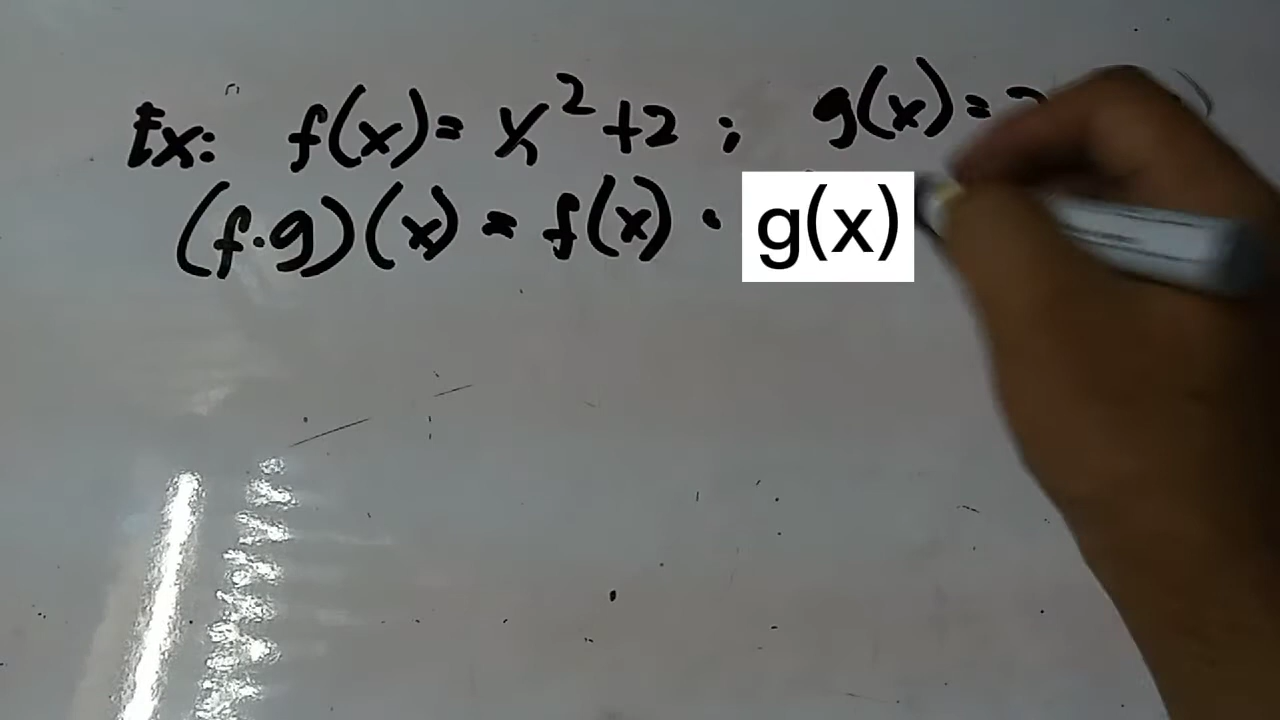 Ex: f(x) = x² + 2 ; g(x) =
(f·g)(x) = f(x) · g(x)